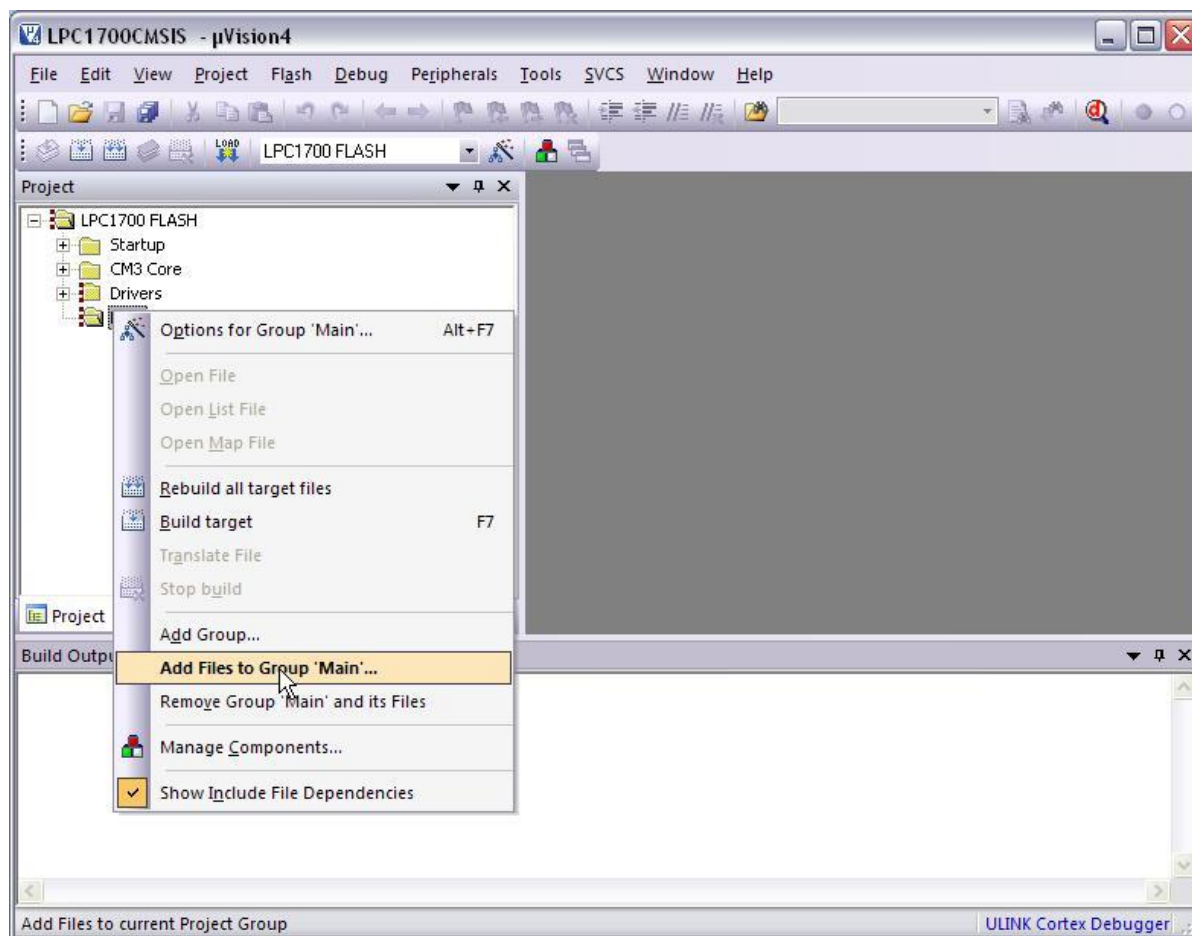 LPC1700CMSIS - µVision4
File Edit View Project Flash Debug Peripherals Tools SVCS Window Help
LOAD LPC1700 FLASH
Project
LPC1700 FLASH
Startup
CM3 Core
Drivers
Options for Group 'Main'... Alt+F7
Open File
Open List File
Open Map File
Rebuild all target files
Build target F7
Translate File
Stop build
Project
Add Group...
Build Outpu
Add Files to Group 'Main'...
Remove Group 'Main' and its Files
Manage Components...
Show Include File Dependencies
Add Files to current Project Group ULINK Cortex Debugger